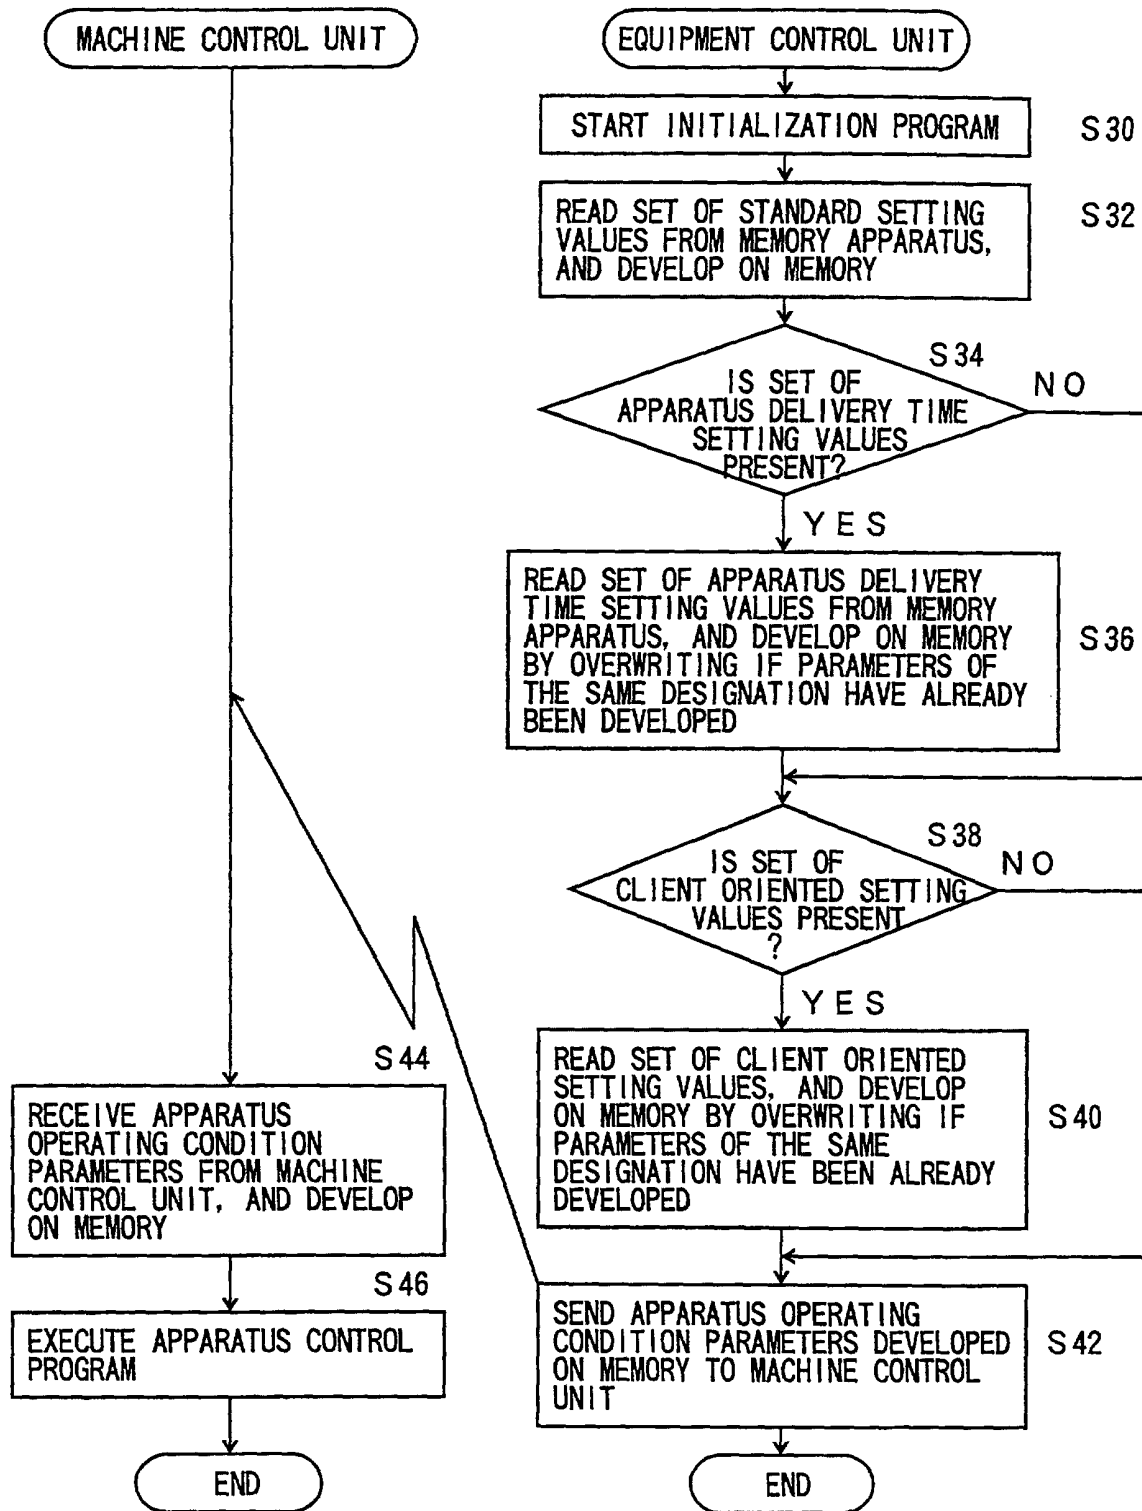 MACHINE CONTROL UNIT
EQUIPMENT CONTROL UNIT
START INITIALIZATION PROGRAM
S30
READ SET OF STANDARD SETTING
VALUES FROM MEMORY APPARATUS,
AND DEVELOP ON MEMORY
S32
S34
IS SET OF
APPARATUS DELIVERY TIME
SETTING VALUES
PRESENT?
NO
YES
READ SET OF APPARATUS DELIVERY
TIME SETTING VALUES FROM MEMORY
APPARATUS, AND DEVELOP ON MEMORY
BY OVERWRITING IF PARAMETERS OF
THE SAME DESIGNATION HAVE ALREADY
BEEN DEVELOPED
S36
S38
IS SET OF
CLIENT ORIENTED SETTING
VALUES PRESENT
?
NO
YES
READ SET OF CLIENT ORIENTED
SETTING VALUES, AND DEVELOP
ON MEMORY BY OVERWRITING IF
PARAMETERS OF THE SAME
DESIGNATION HAVE BEEN ALREADY
DEVELOPED
S40
SEND APPARATUS OPERATING
CONDITION PARAMETERS DEVELOPED
ON MEMORY TO MACHINE CONTROL
UNIT
S42
END
S44
RECEIVE APPARATUS
OPERATING CONDITION
PARAMETERS FROM MACHINE
CONTROL UNIT, AND DEVELOP
ON MEMORY
S46
EXECUTE APPARATUS CONTROL
PROGRAM
END